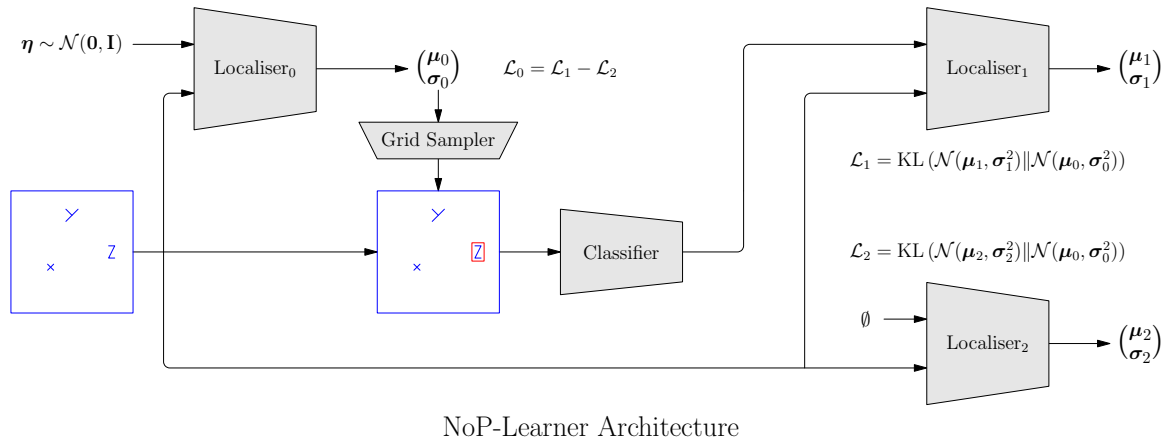 η ∼ 𝒩(0, I)
Localiser₀
(μ₀
σ₀)
ℒ₀ = ℒ₁ − ℒ₂
Localiser₁
(μ₁
σ₁)
Grid Sampler
ℒ₁ = KL (𝒩(μ₁, σ₁²)‖𝒩(μ₀, σ₀²))
Y
Z
×
Y
Z
×
Classifier
ℒ₂ = KL (𝒩(μ₂, σ₂²)‖𝒩(μ₀, σ₀²))
∅
Localiser₂
(μ₂
σ₂)
NoP-Learner Architecture